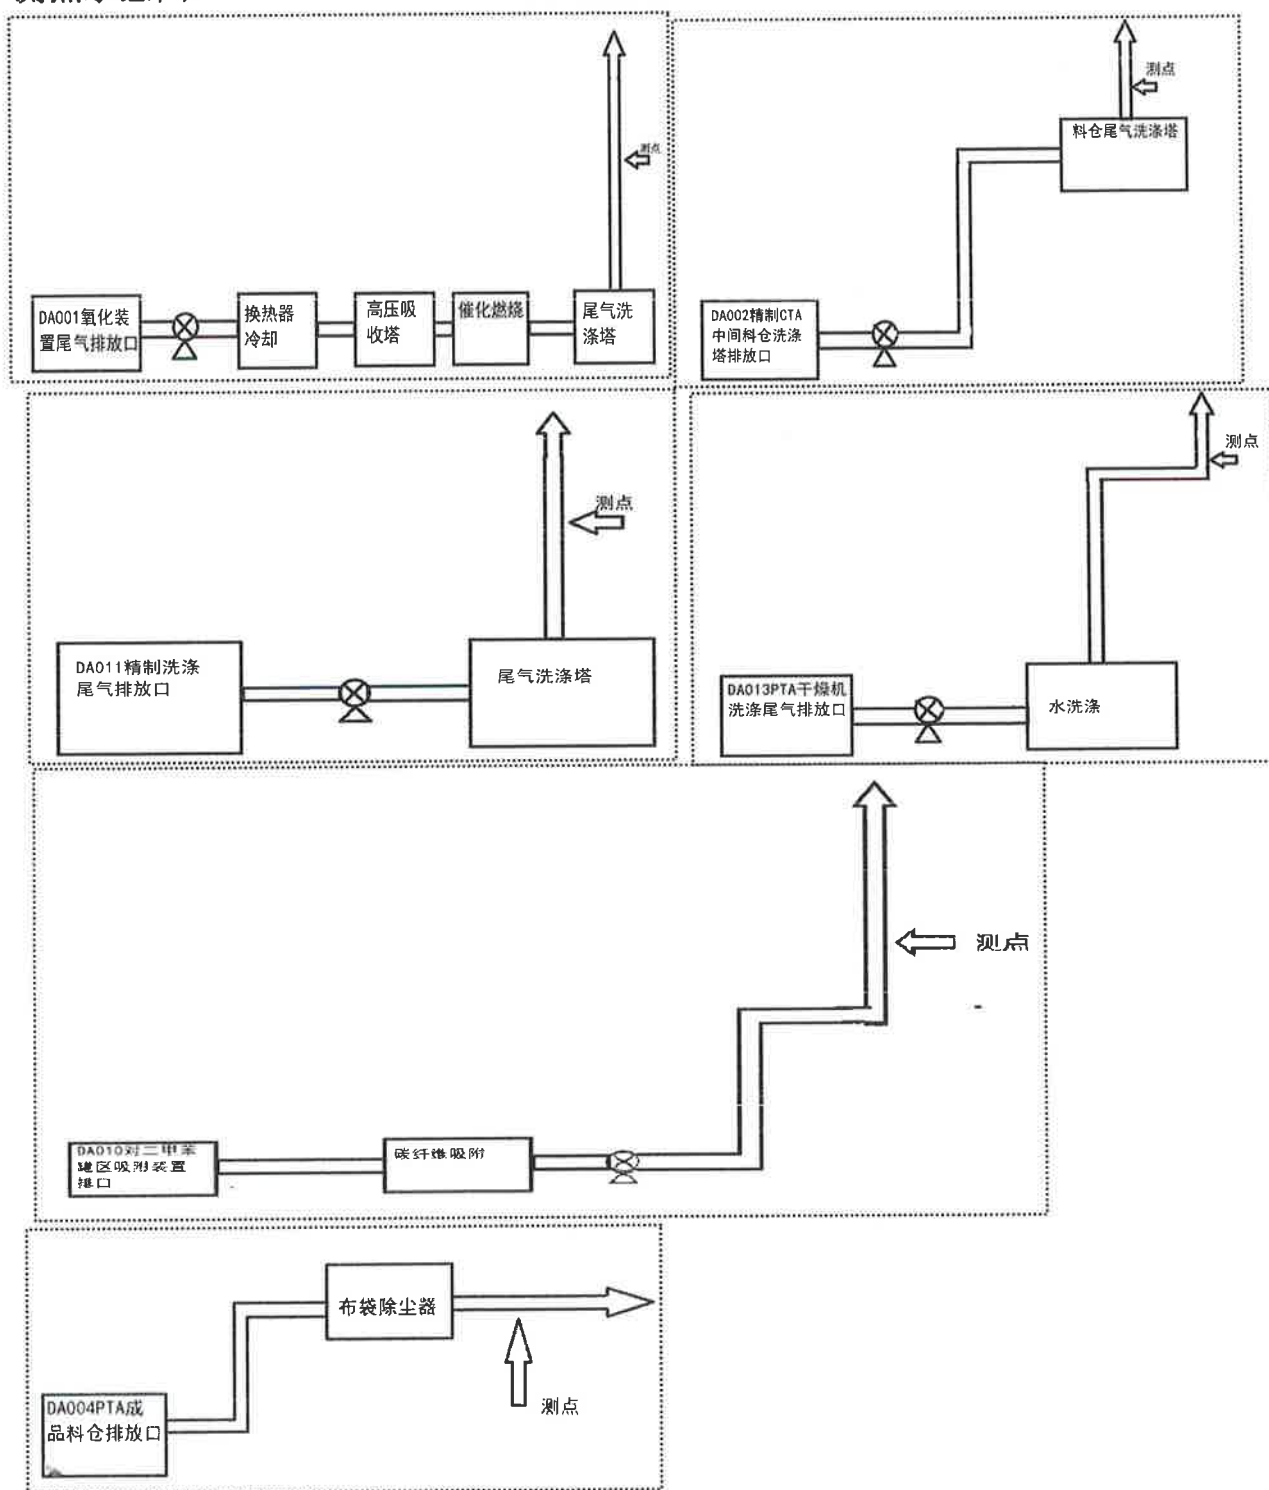 测点
DA001氧化装
置尾气排放口
换热器
冷却
高压吸
收塔
催化燃烧
尾气洗
涤塔
测点
料仓尾气洗涤塔
DA002精制CTA
中间料仓洗涤
塔排放口
测点
DA011精制洗涤
尾气排放口
尾气洗涤塔
测点
DA013PTA干燥机
洗涤尾气排放口
水洗涤
测点
DA010对二甲苯
罐区吸附装置
排口
碳纤维吸附
布袋除尘器
测点
DA004PTA成
品料仓排放口